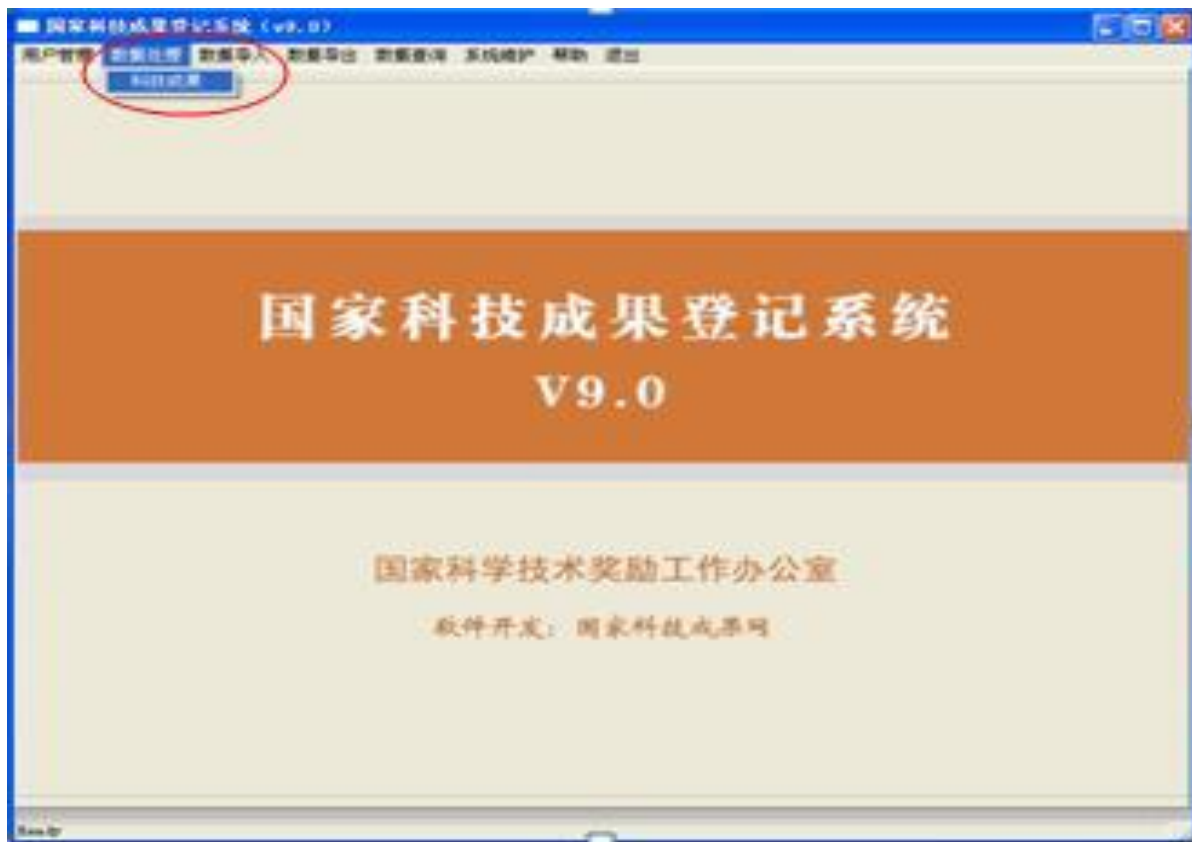 国家科技成果登记系统（v9.0）
用户管理 数据处理 数据导入 数据导出 数据查询 系统维护 帮助 退出
科技成果
国家科技成果登记系统
V9.0
国家科学技术奖励工作办公室
软件开发：国家科技成果网
Ready